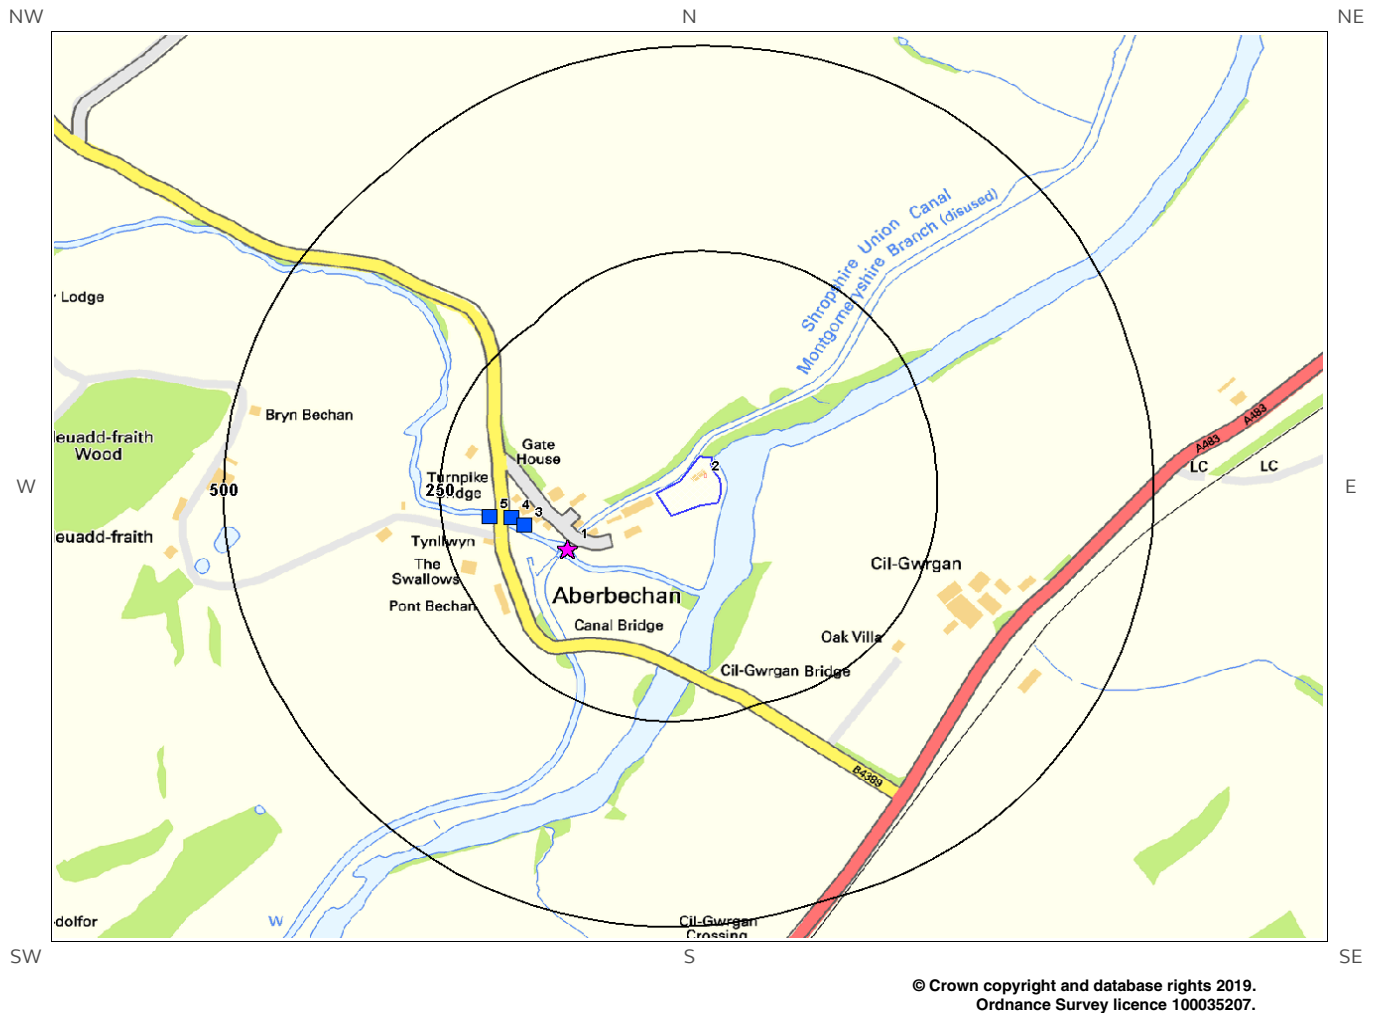 NW
N
NE
Shropshire Union Canal
Montgomeryshire Branch (disused)
Lodge
A483
A483
LC
LC
Bryn Bechan
leuadd-fraith
Wood
Gate
House
2
Turnpike
W
500
250
E
5
4
3
1
euadd-fraith
Tynllwyn
The
Swallows
Cil-Gwrgan
Aberbechan
Pont Bechan
Canal Bridge
Oak Villa
Cil-Gwrgan Bridge
B4389
dolfor
W
Cil-Gwrgan
Crossing
SW
S
SE
© Crown copyright and database rights 2019.
Ordnance Survey licence 100035207.